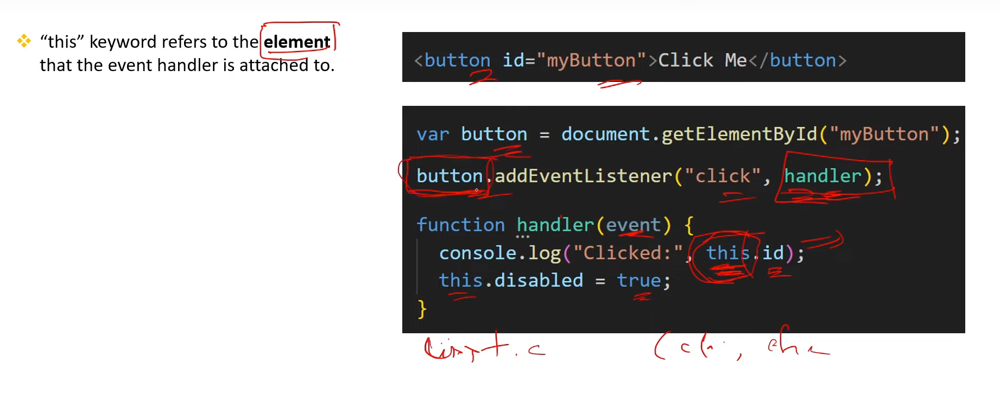 “this” keyword refers to the element
that the event handler is attached to.
<button id="myButton">Click Me</button>
var button = document.getElementById("myButton");
button.addEventListener("click", handler);
function handler(event) {
console.log("Clicked:", this.id);
this.disabled = true;
}